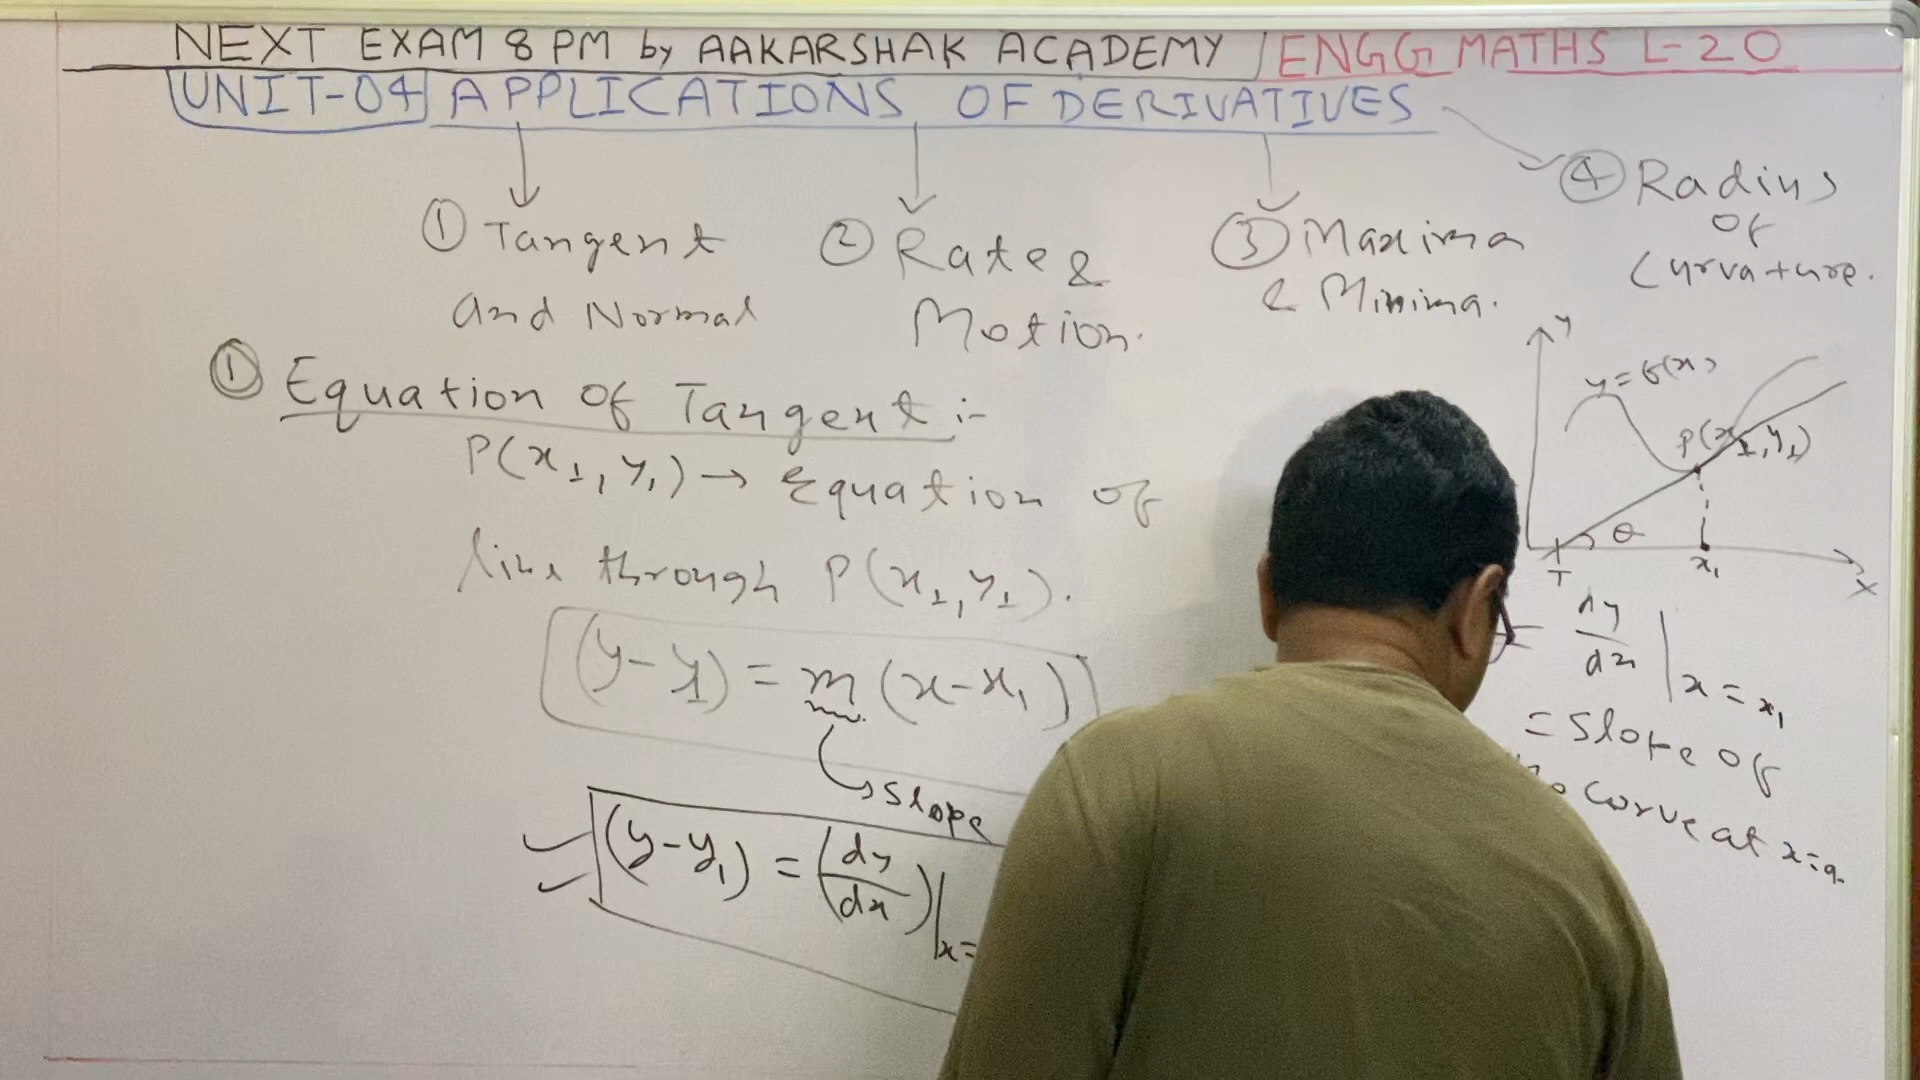 NEXT EXAM 8 PM by AAKARSHAK ACADEMY ENGG MATHS L-20
UNIT-04 APPLICATIONS OF DERIVATIVES
① Tangent
and Normal
② Rate &
Motion.
③ Maxima
& Minima.
④ Radius
of
Curvature.
① Equation of Tangent :-
P(x₁, y₁) → Equation of
line through P(x₁, y₁).
(y-y₁) = m (x-x₁)
slope
(y-y₁) = (dy/dx)|x=
y
y=f(x)
P(x₁, y₁)
θ
T
x₁
X
= dy/dx | x=x₁
= Slope of
curve at x=